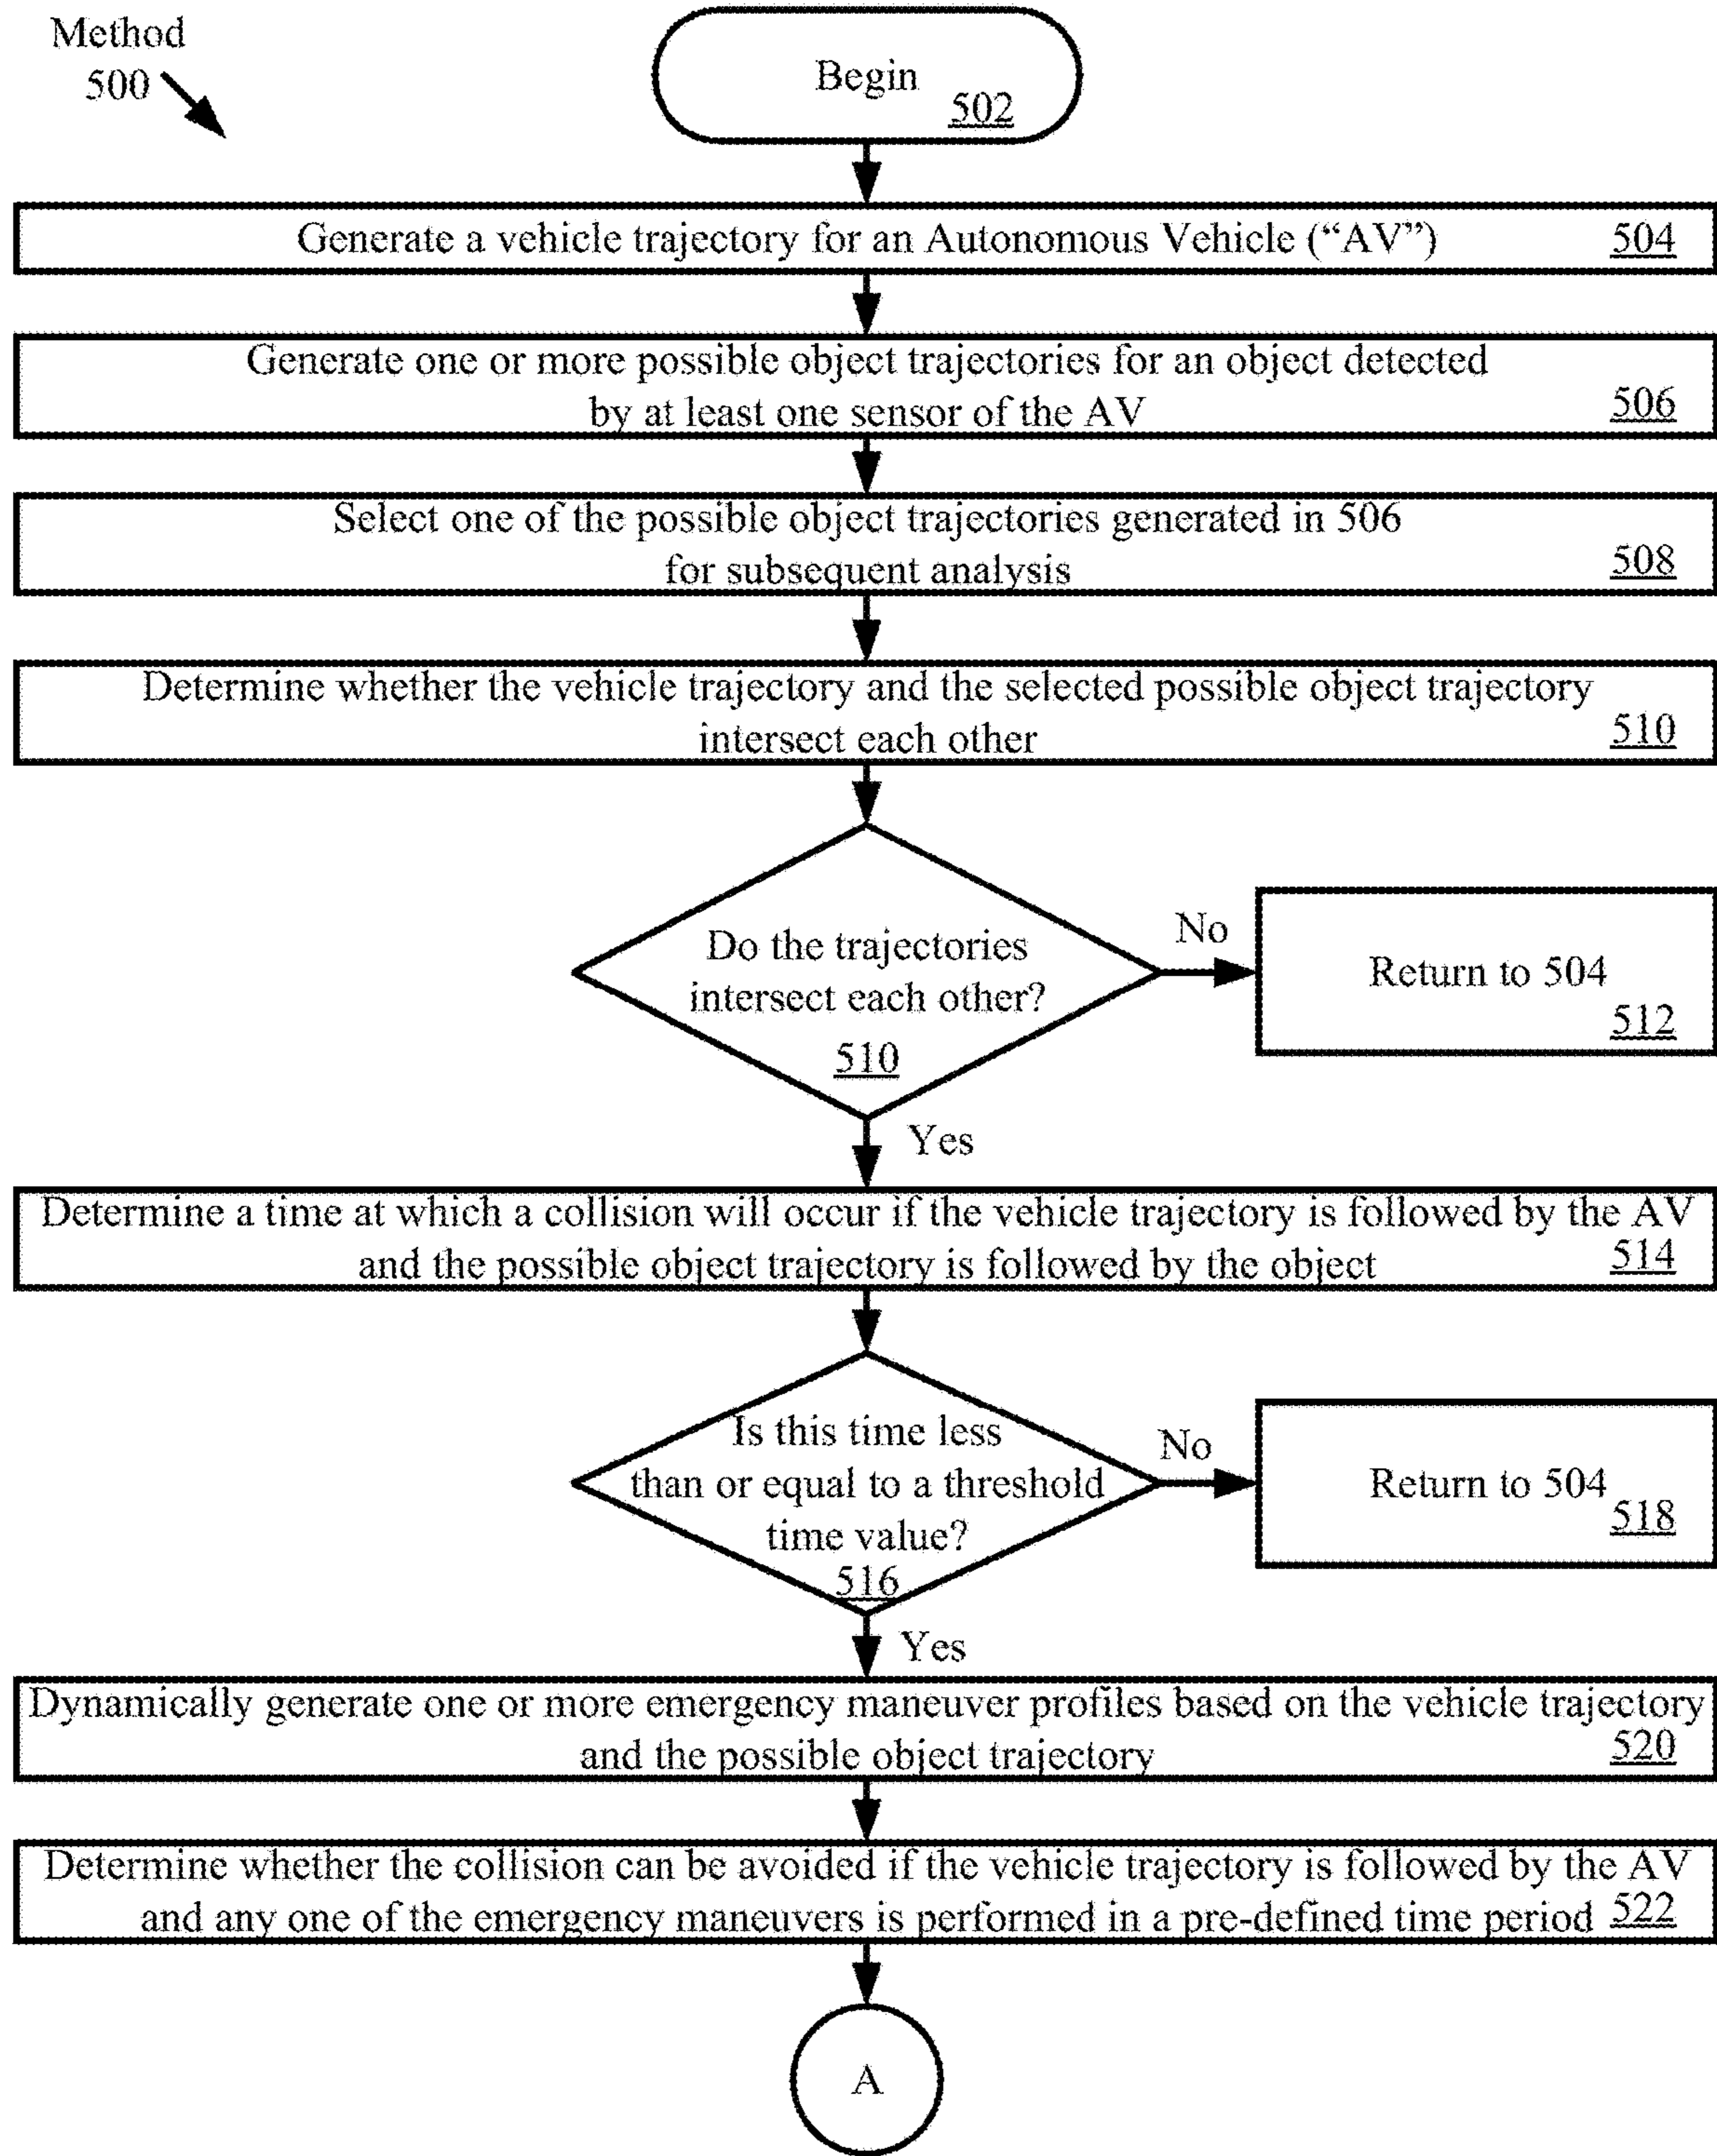 Method
500
Begin
502
Generate a vehicle trajectory for an Autonomous Vehicle (“AV”) 504
Generate one or more possible object trajectories for an object detected
by at least one sensor of the AV 506
Select one of the possible object trajectories generated in 506
for subsequent analysis 508
Determine whether the vehicle trajectory and the selected possible object trajectory
intersect each other 510
Do the trajectories
intersect each other?
510
No
Return to 504
512
Yes
Determine a time at which a collision will occur if the vehicle trajectory is followed by the AV
and the possible object trajectory is followed by the object 514
Is this time less
than or equal to a threshold
time value?
516
No
Return to 504
518
Yes
Dynamically generate one or more emergency maneuver profiles based on the vehicle trajectory
and the possible object trajectory 520
Determine whether the collision can be avoided if the vehicle trajectory is followed by the AV
and any one of the emergency maneuvers is performed in a pre-defined time period 522
A